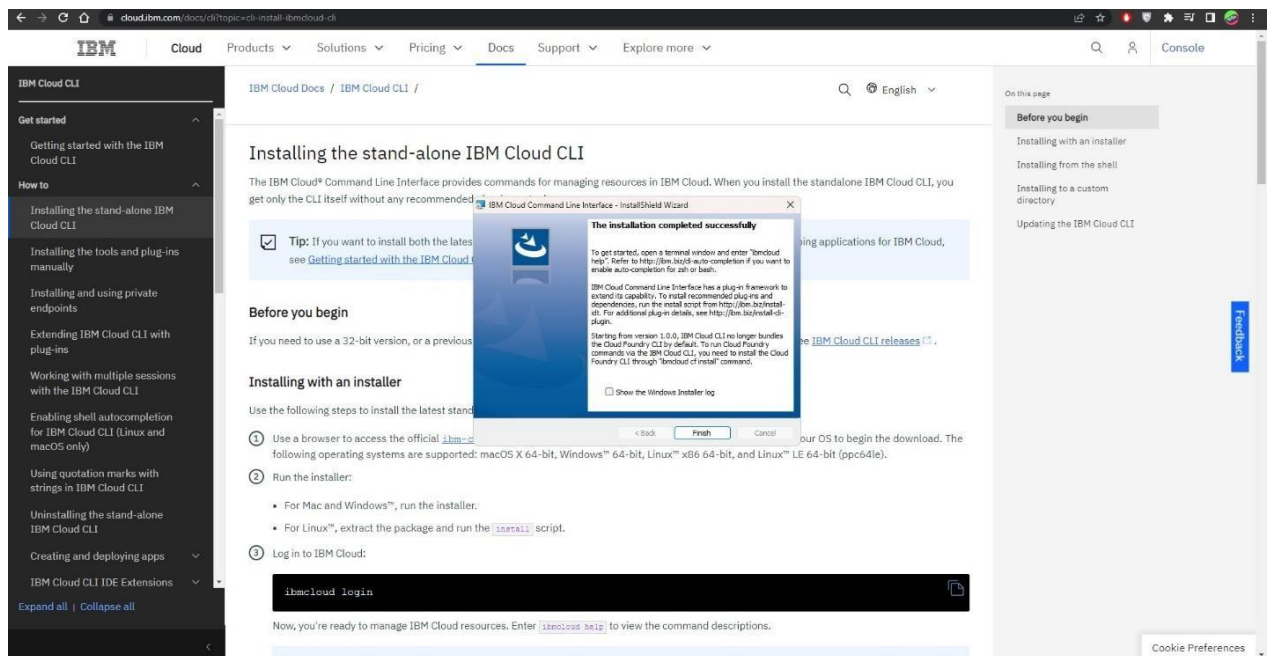 cloud.ibm.com/docs/cli?topic=cli-install-ibmcloud-cli
IBM Cloud Products Solutions Pricing Docs Support Explore more Console
IBM Cloud CLI
Get started
Getting started with the IBM
Cloud CLI
How to
Installing the stand-alone IBM
Cloud CLI
Installing the tools and plug-ins
manually
Installing and using private
endpoints
Extending IBM Cloud CLI with
plug-ins
Working with multiple sessions
with the IBM Cloud CLI
Enabling shell autocompletion
for IBM Cloud CLI (Linux and
macOS only)
Using quotation marks with
strings in IBM Cloud CLI
Uninstalling the stand-alone
IBM Cloud CLI
Creating and deploying apps
IBM Cloud CLI IDE Extensions
Expand all | Collapse all
IBM Cloud Docs / IBM Cloud CLI /
English
Installing the stand-alone IBM Cloud CLI
The IBM Cloud® Command Line Interface provides commands for managing resources in IBM Cloud. When you install the standalone IBM Cloud CLI, you
get only the CLI itself without any recommended
Tip: If you want to install both the lates
ing applications for IBM Cloud,
see Getting started with the IBM Cloud
Before you begin
If you need to use a 32-bit version, or a previous
ee IBM Cloud CLI releases .
Installing with an installer
Use the following steps to install the latest stand
1 Use a browser to access the official ibm-c
our OS to begin the download. The
following operating systems are supported: macOS X 64-bit, Windows™ 64-bit, Linux™ x86 64-bit, and Linux™ LE 64-bit (ppc64le).
2 Run the installer:
• For Mac and Windows™, run the installer.
• For Linux™, extract the package and run the install script.
3 Log in to IBM Cloud:
ibmcloud login
Now, you're ready to manage IBM Cloud resources. Enter ibmcloud help to view the command descriptions.
IBM Cloud Command Line Interface - InstallShield Wizard
The installation completed successfully
To get started, open a terminal window and enter "ibmcloud
help". Refer to http://ibm.biz/cli-auto-completion if you want to
enable auto-completion for zsh or bash.
IBM Cloud Command Line Interface has a plug-in framework to
extend its capability. To install recommended plug-ins and
dependencies, run the install script from http://ibm.biz/install-
idt. For additional plug-in details, see http://ibm.biz/install-cli-
plugin.
Starting from version 1.0.0, IBM Cloud CLI no longer bundles
the Cloud Foundry CLI by default. To run Cloud Foundry
commands via the IBM Cloud CLI, you need to install the Cloud
Foundry CLI through "ibmcloud cf install" command.
Show the Windows Installer log
< Back Finish Cancel
On this page
Before you begin
Installing with an installer
Installing from the shell
Installing to a custom
directory
Updating the IBM Cloud CLI
Feedback
Cookie Preferences